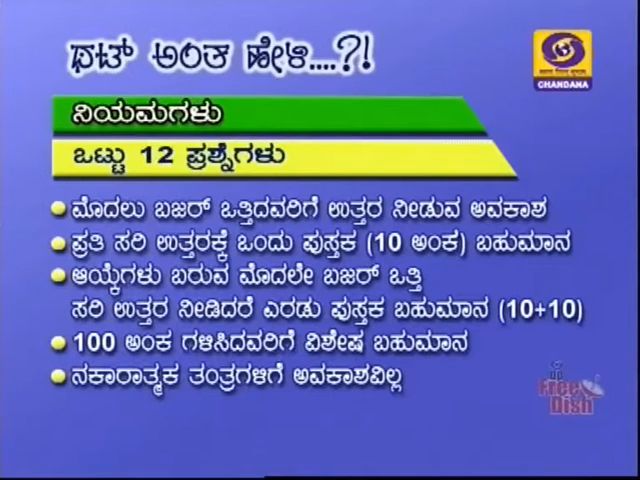 ಥಟ್ ಅಂತ ಹೇಳಿ....?!
CHANDANA
ನಿಯಮಗಳು
ಒಟ್ಟು 12 ಪ್ರಶ್ನೆಗಳು
ಮೊದಲು ಬಜರ್ ಒತ್ತಿದವರಿಗೆ ಉತ್ತರ ನೀಡುವ ಅವಕಾಶ
ಪ್ರತಿ ಸರಿ ಉತ್ತರಕ್ಕೆ ಒಂದು ಪುಸ್ತಕ (10 ಅಂಕ) ಬಹುಮಾನ
ಆಯ್ಕೆಗಳು ಬರುವ ಮೊದಲೇ ಬಜರ್ ಒತ್ತಿ
ಸರಿ ಉತ್ತರ ನೀಡಿದರೆ ಎರಡು ಪುಸ್ತಕ ಬಹುಮಾನ (10+10)
100 ಅಂಕ ಗಳಿಸಿದವರಿಗೆ ವಿಶೇಷ ಬಹುಮಾನ
ನಕಾರಾತ್ಮಕ ತಂತ್ರಗಳಿಗೆ ಅವಕಾಶವಿಲ್ಲ
Free
Dish